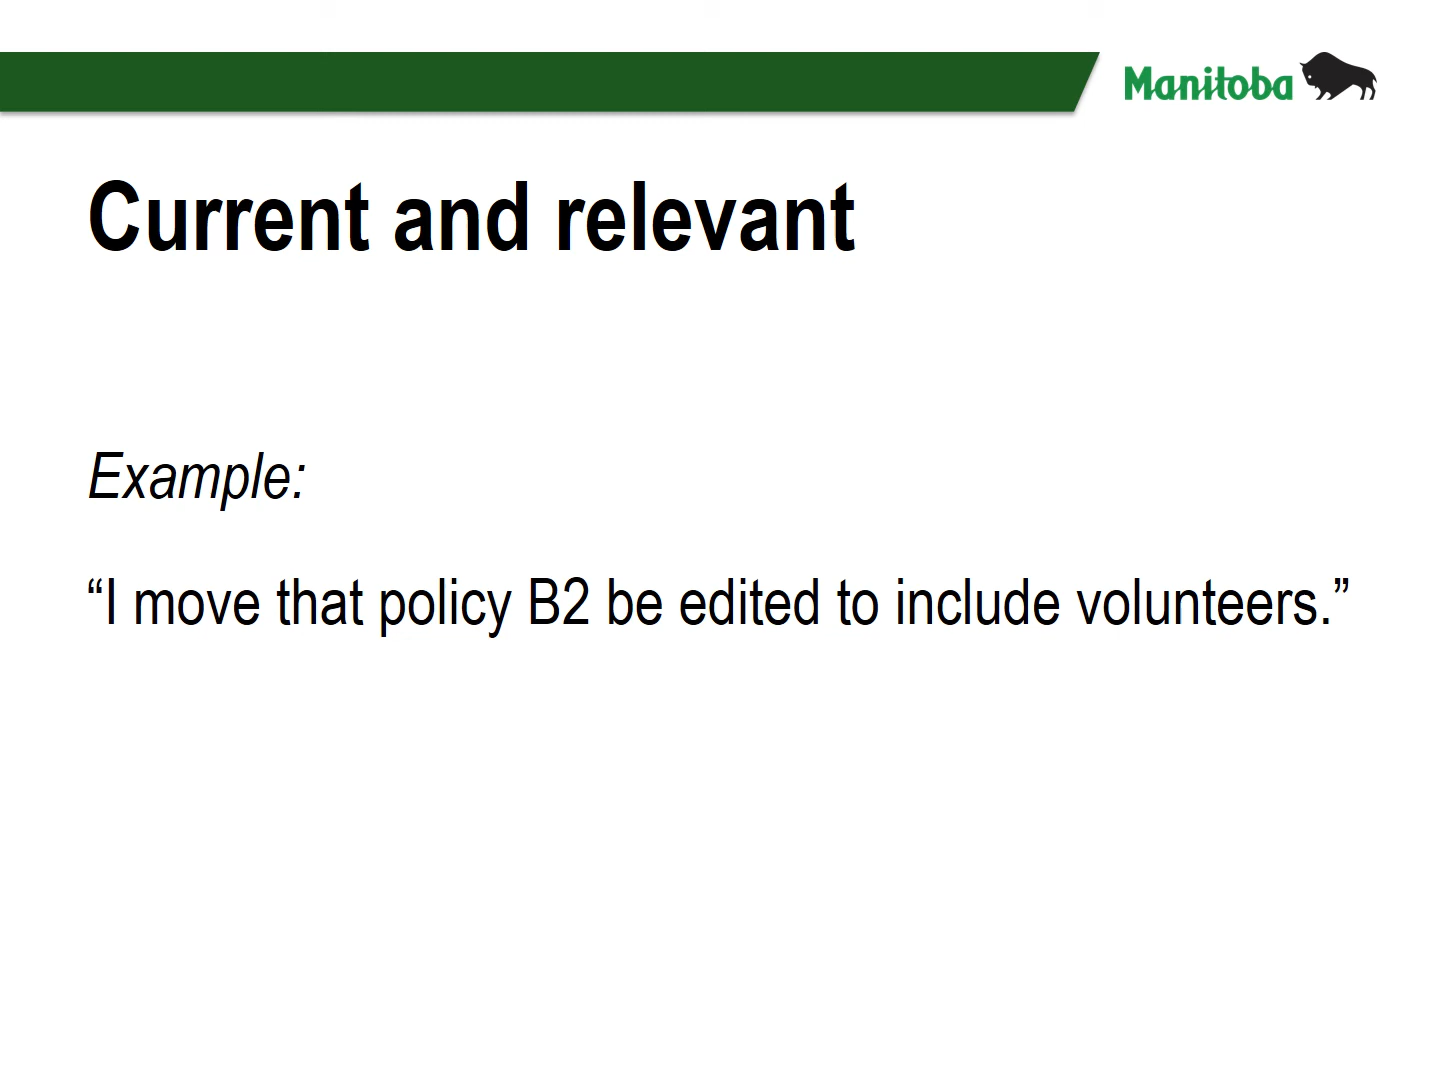 Manitoba
Current and relevant
Example:
“I move that policy B2 be edited to include volunteers.”